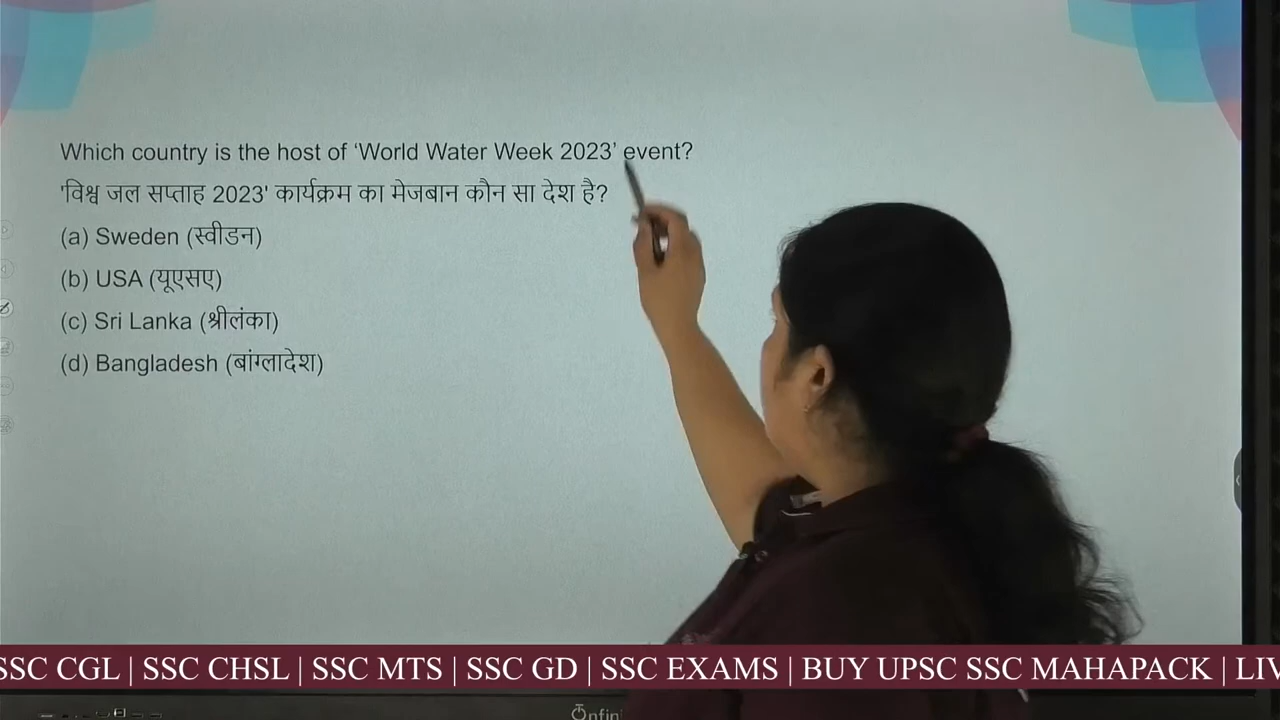 Which country is the host of ‘World Water Week 2023’ event?
'विश्व जल सप्ताह 2023' कार्यक्रम का मेजबान कौन सा देश है?
(a) Sweden (स्वीडन)
(b) USA (यूएसए)
(c) Sri Lanka (श्रीलंका)
(d) Bangladesh (बांग्लादेश)
SSC CGL | SSC CHSL | SSC MTS | SSC GD | SSC EXAMS | BUY UPSC SSC MAHAPACK | LIV